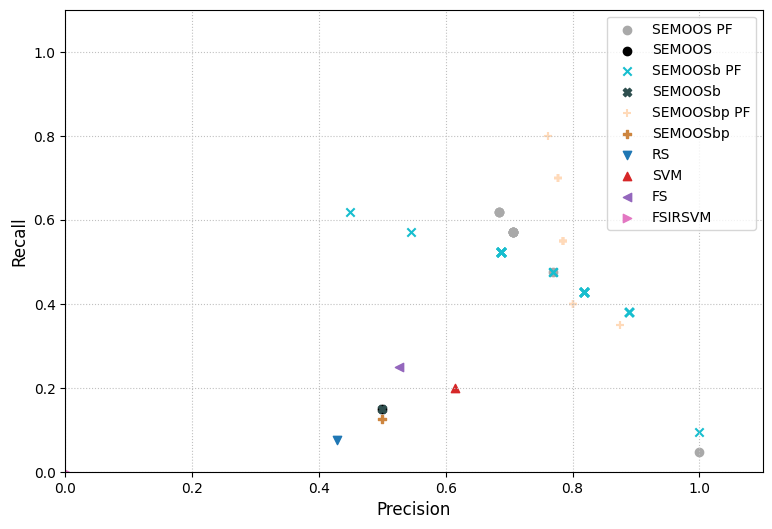 1.0
0.8
0.6
0.4
0.2
0.0
Recall
0.0 0.2 0.4 0.6 0.8 1.0
Precision
SEMOOS PF
SEMOOS
SEMOOSb PF
SEMOOSb
SEMOOSbp PF
SEMOOSbp
RS
SVM
FS
FSIRSVM